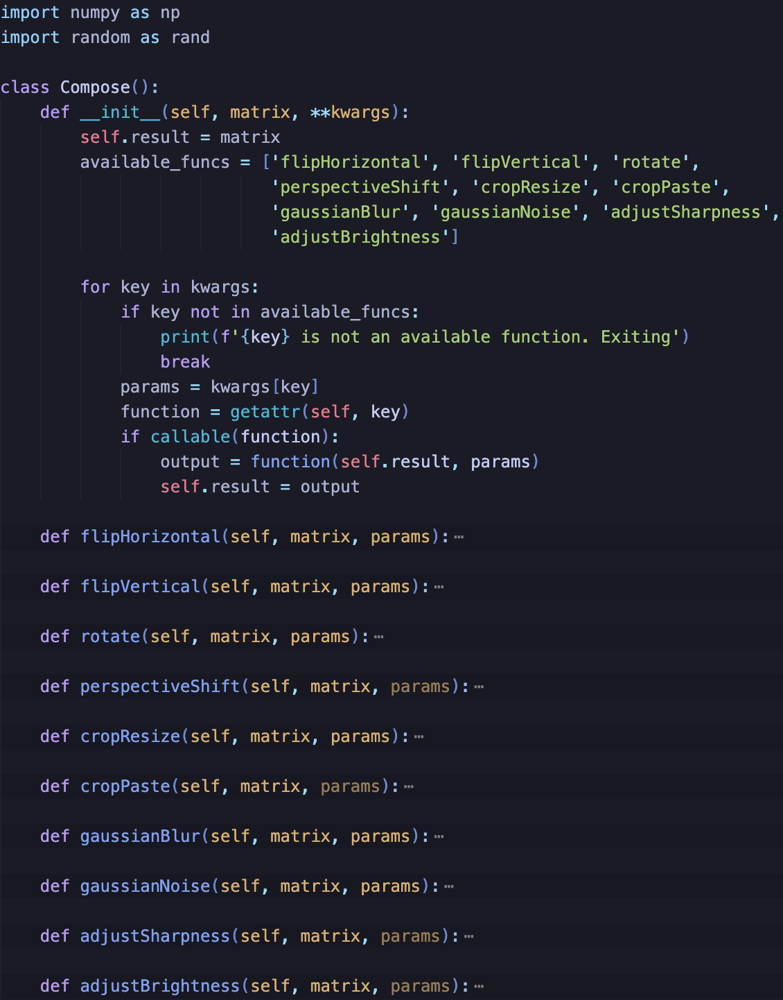 import numpy as np
import random as rand
class Compose():
def __init__(self, matrix, **kwargs):
self.result = matrix
available_funcs = ['flipHorizontal', 'flipVertical', 'rotate',
'perspectiveShift', 'cropResize', 'cropPaste',
'gaussianBlur', 'gaussianNoise', 'adjustSharpness',
'adjustBrightness']
for key in kwargs:
if key not in available_funcs:
print(f'{key} is not an available function. Exiting')
break
params = kwargs[key]
function = getattr(self, key)
if callable(function):
output = function(self.result, params)
self.result = output
def flipHorizontal(self, matrix, params):⋯
def flipVertical(self, matrix, params):⋯
def rotate(self, matrix, params):⋯
def perspectiveShift(self, matrix, params):⋯
def cropResize(self, matrix, params):⋯
def cropPaste(self, matrix, params):⋯
def gaussianBlur(self, matrix, params):⋯
def gaussianNoise(self, matrix, params):⋯
def adjustSharpness(self, matrix, params):⋯
def adjustBrightness(self, matrix, params):⋯